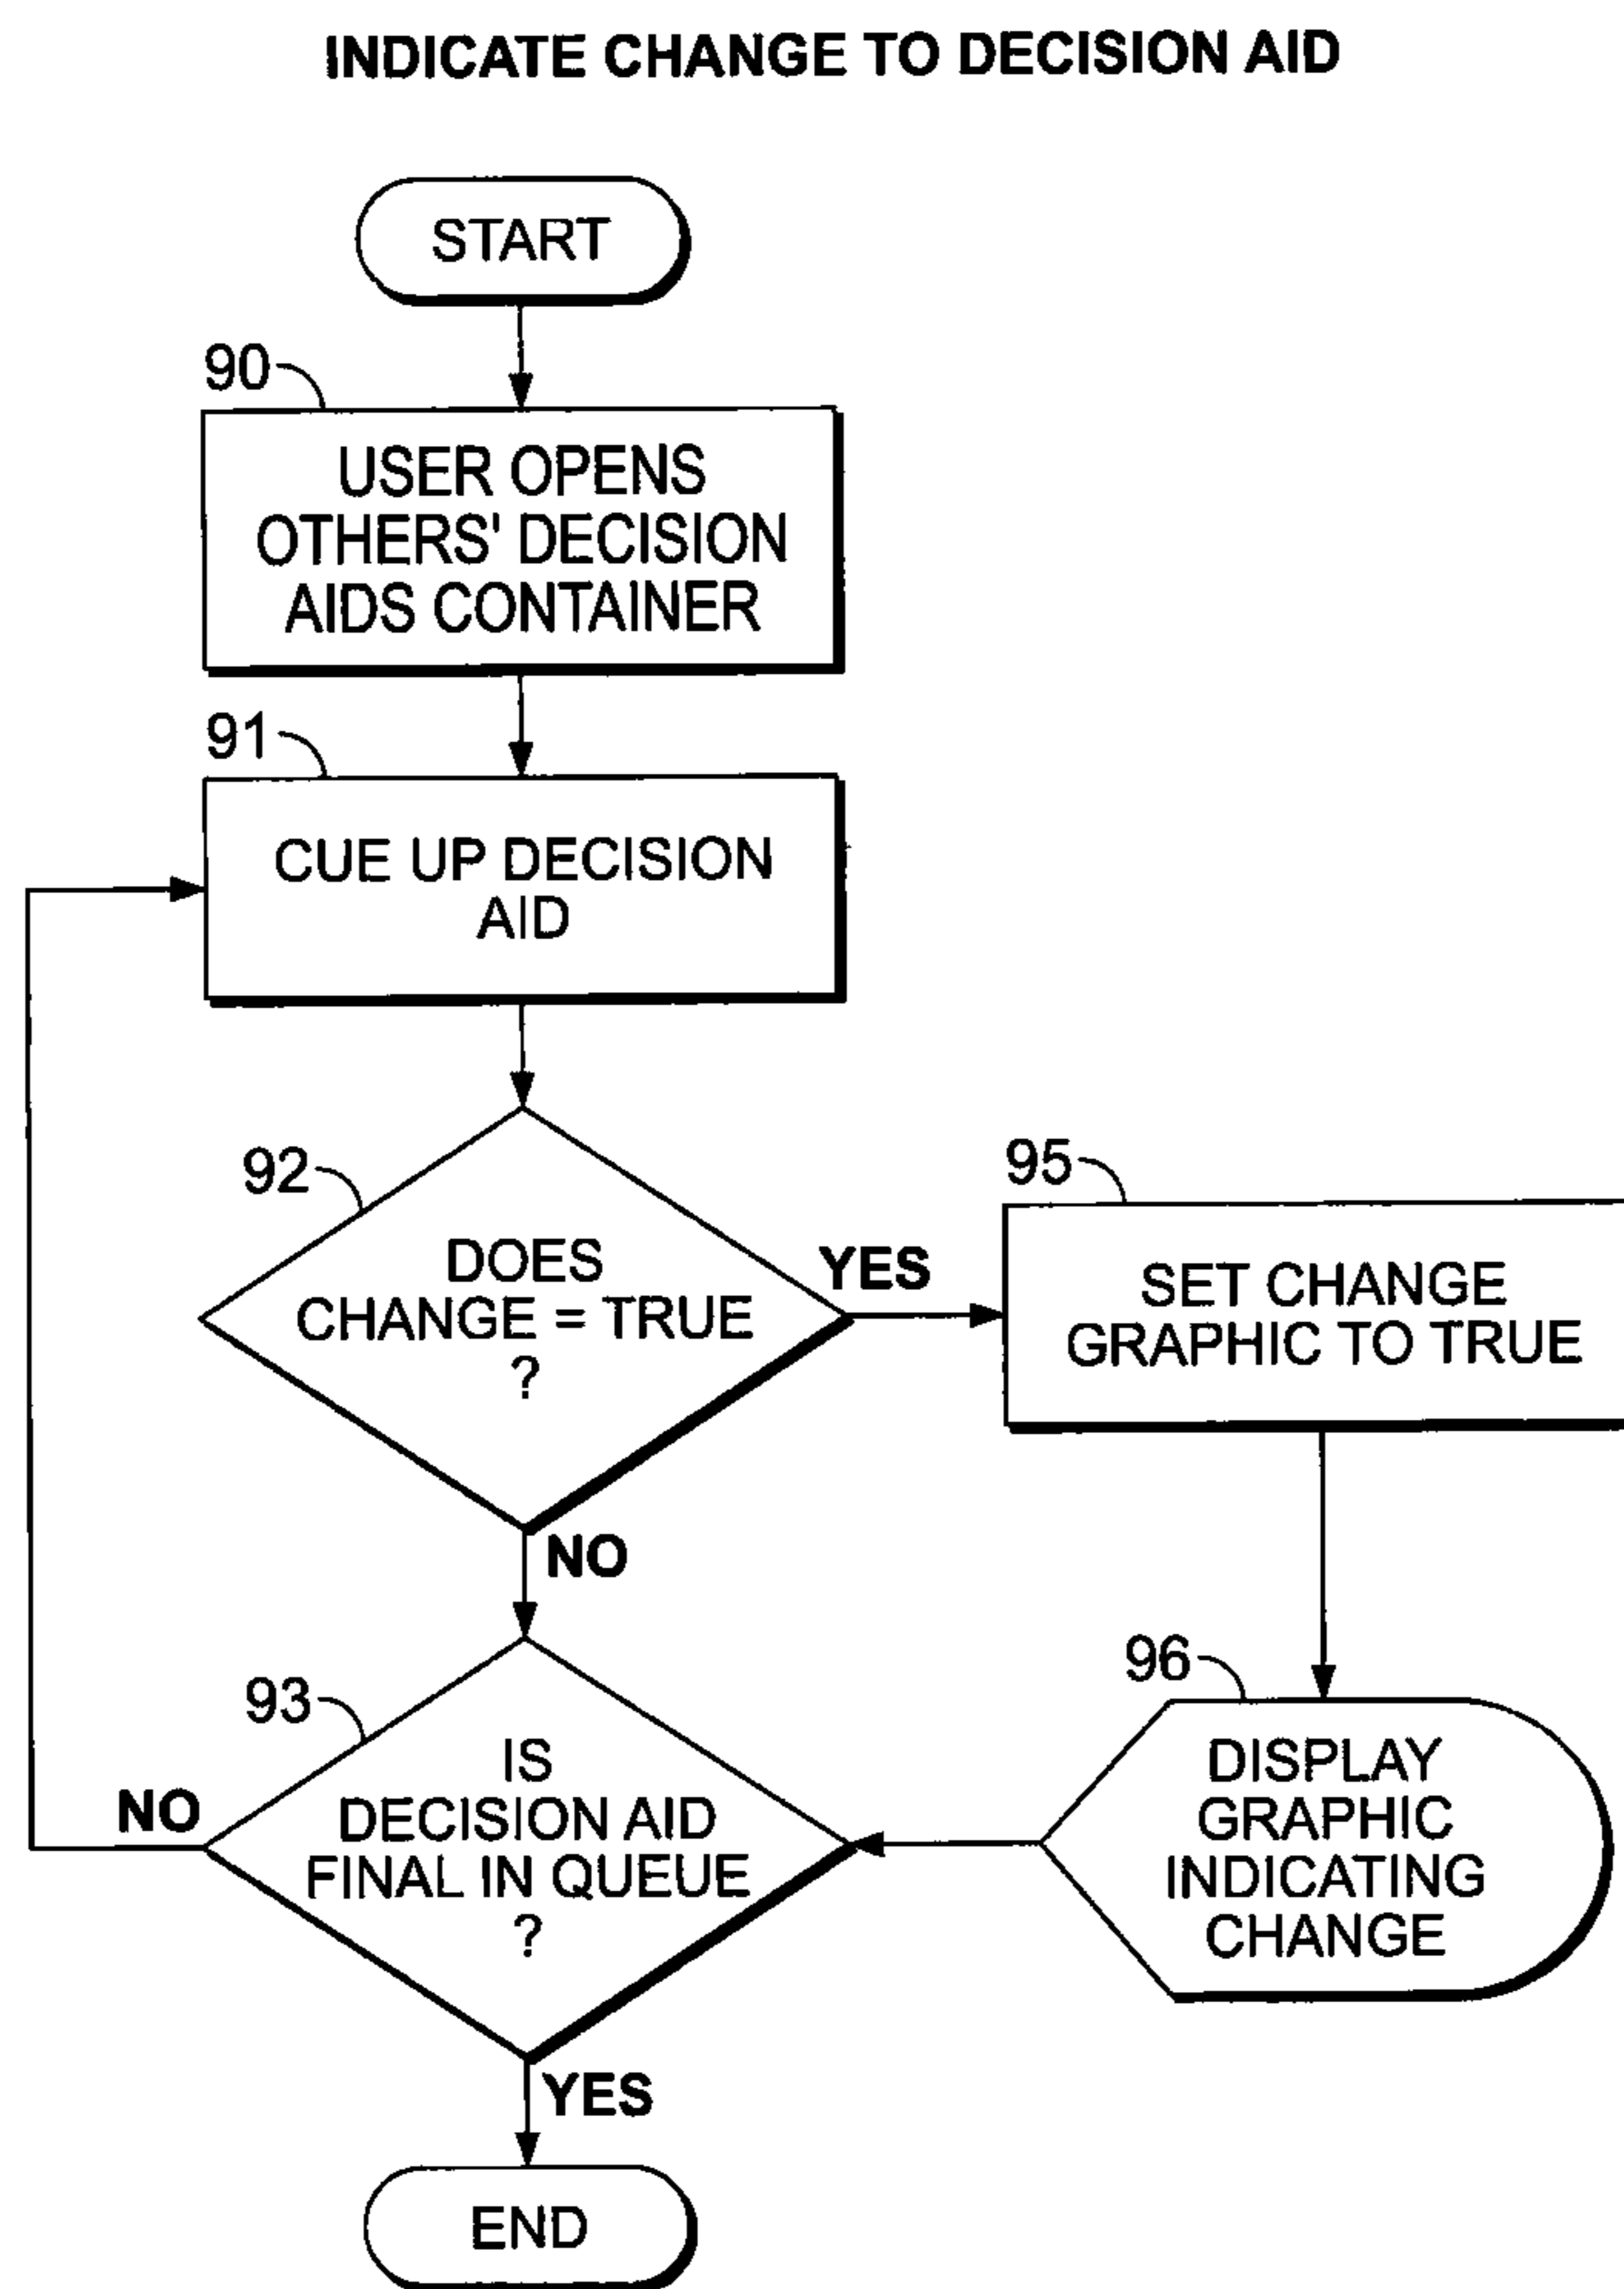 INDICATE CHANGE TO DECISION AID
START
90
USER OPENS
OTHERS' DECISION
AIDS CONTAINER
91
CUE UP DECISION
AID
92
DOES
CHANGE = TRUE
?
YES
95
SET CHANGE
GRAPHIC TO TRUE
NO
96
DISPLAY
GRAPHIC
INDICATING
CHANGE
93
IS
DECISION AID
FINAL IN QUEUE
?
NO
YES
END